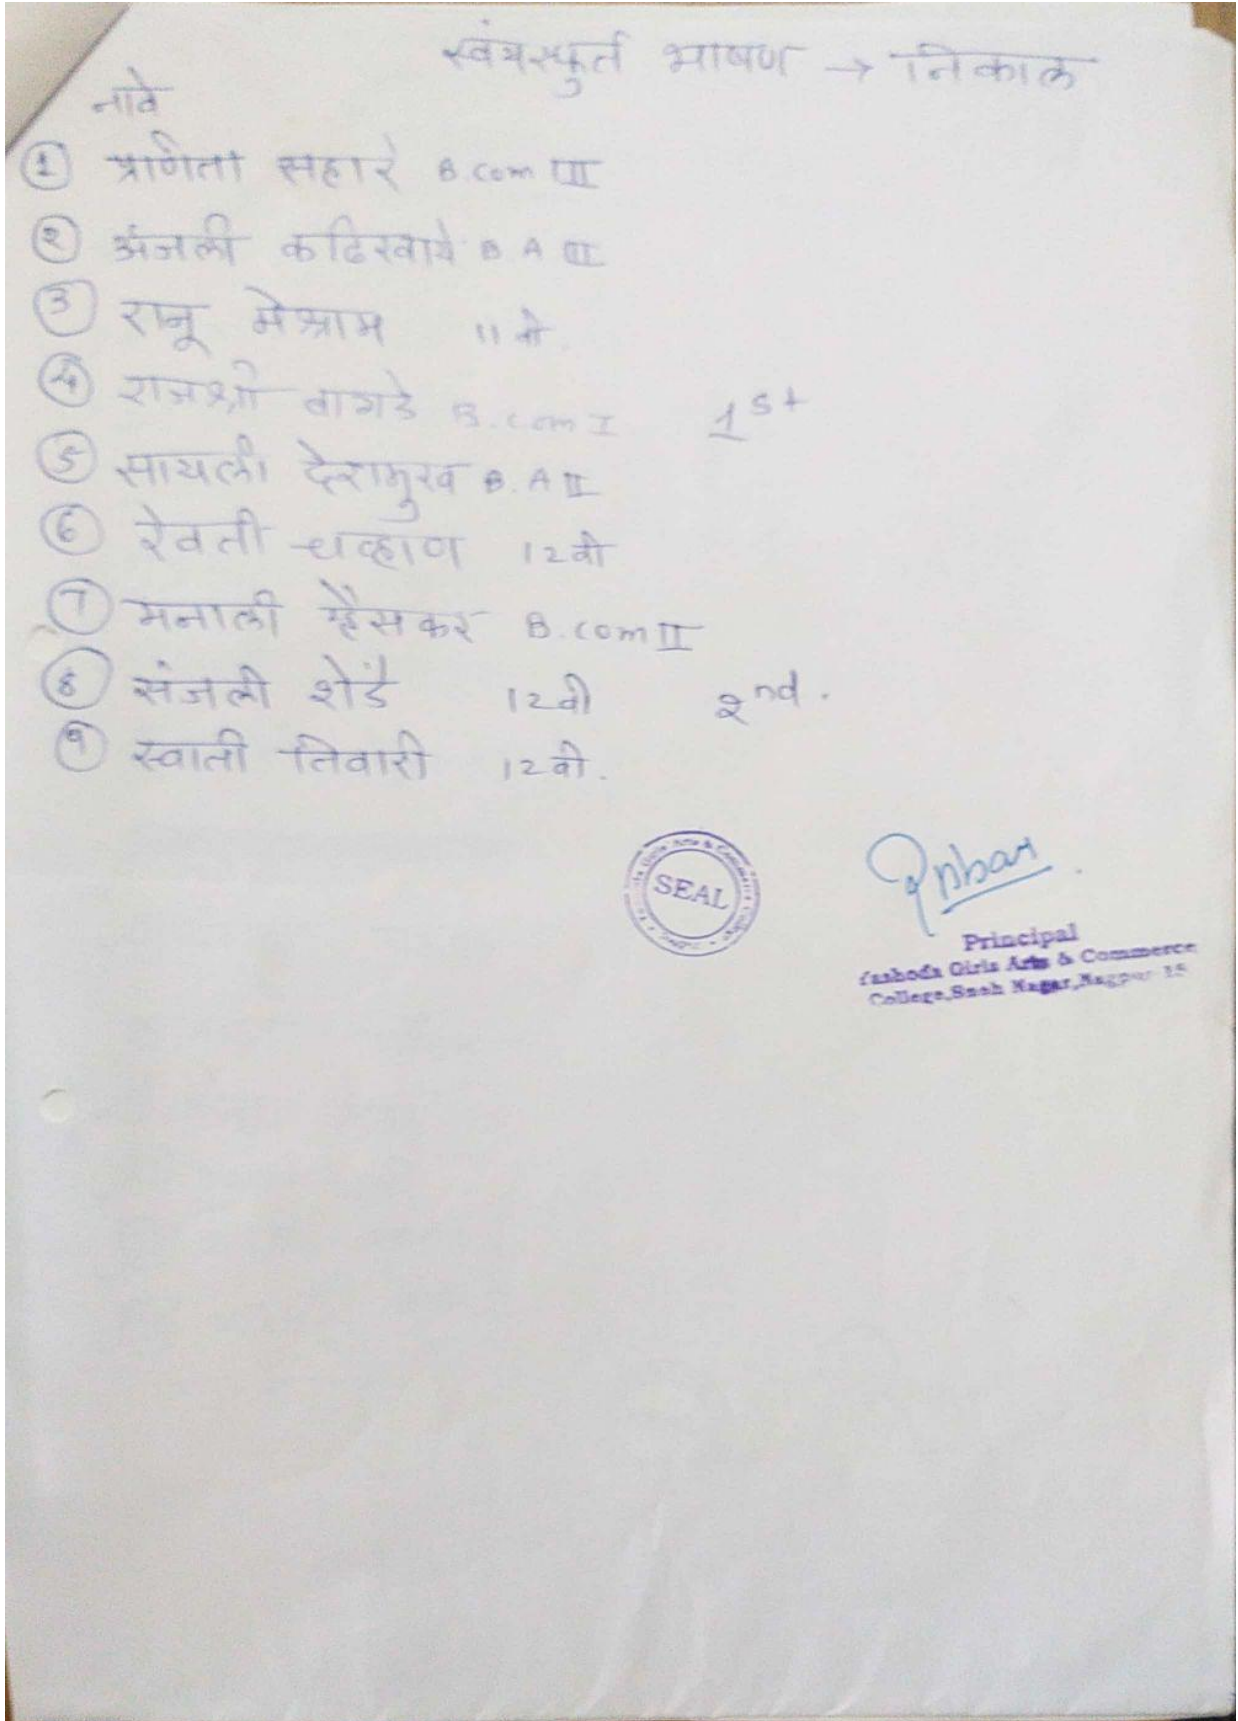 स्वंयस्फुर्त भाषण → निकाल
नावे
① प्रणिता सहारे B.com III
② अंजली कढिखाये B.A III
③ रानू मेश्राम 11 वी.
④ राजश्री वागडे B.com I 1st
⑤ सायली देशमुख B.A II
⑥ रेवती चव्हाण 12वी
⑦ मनाली म्हैसकर B.com II
⑧ संजली शेंडे 12वी 2nd.
⑨ स्वाती तिवारी 12वी.
SEAL
Principal
Yashoda Girls Arts & Commerce
College, Sneh Nagar, Nagpur 15